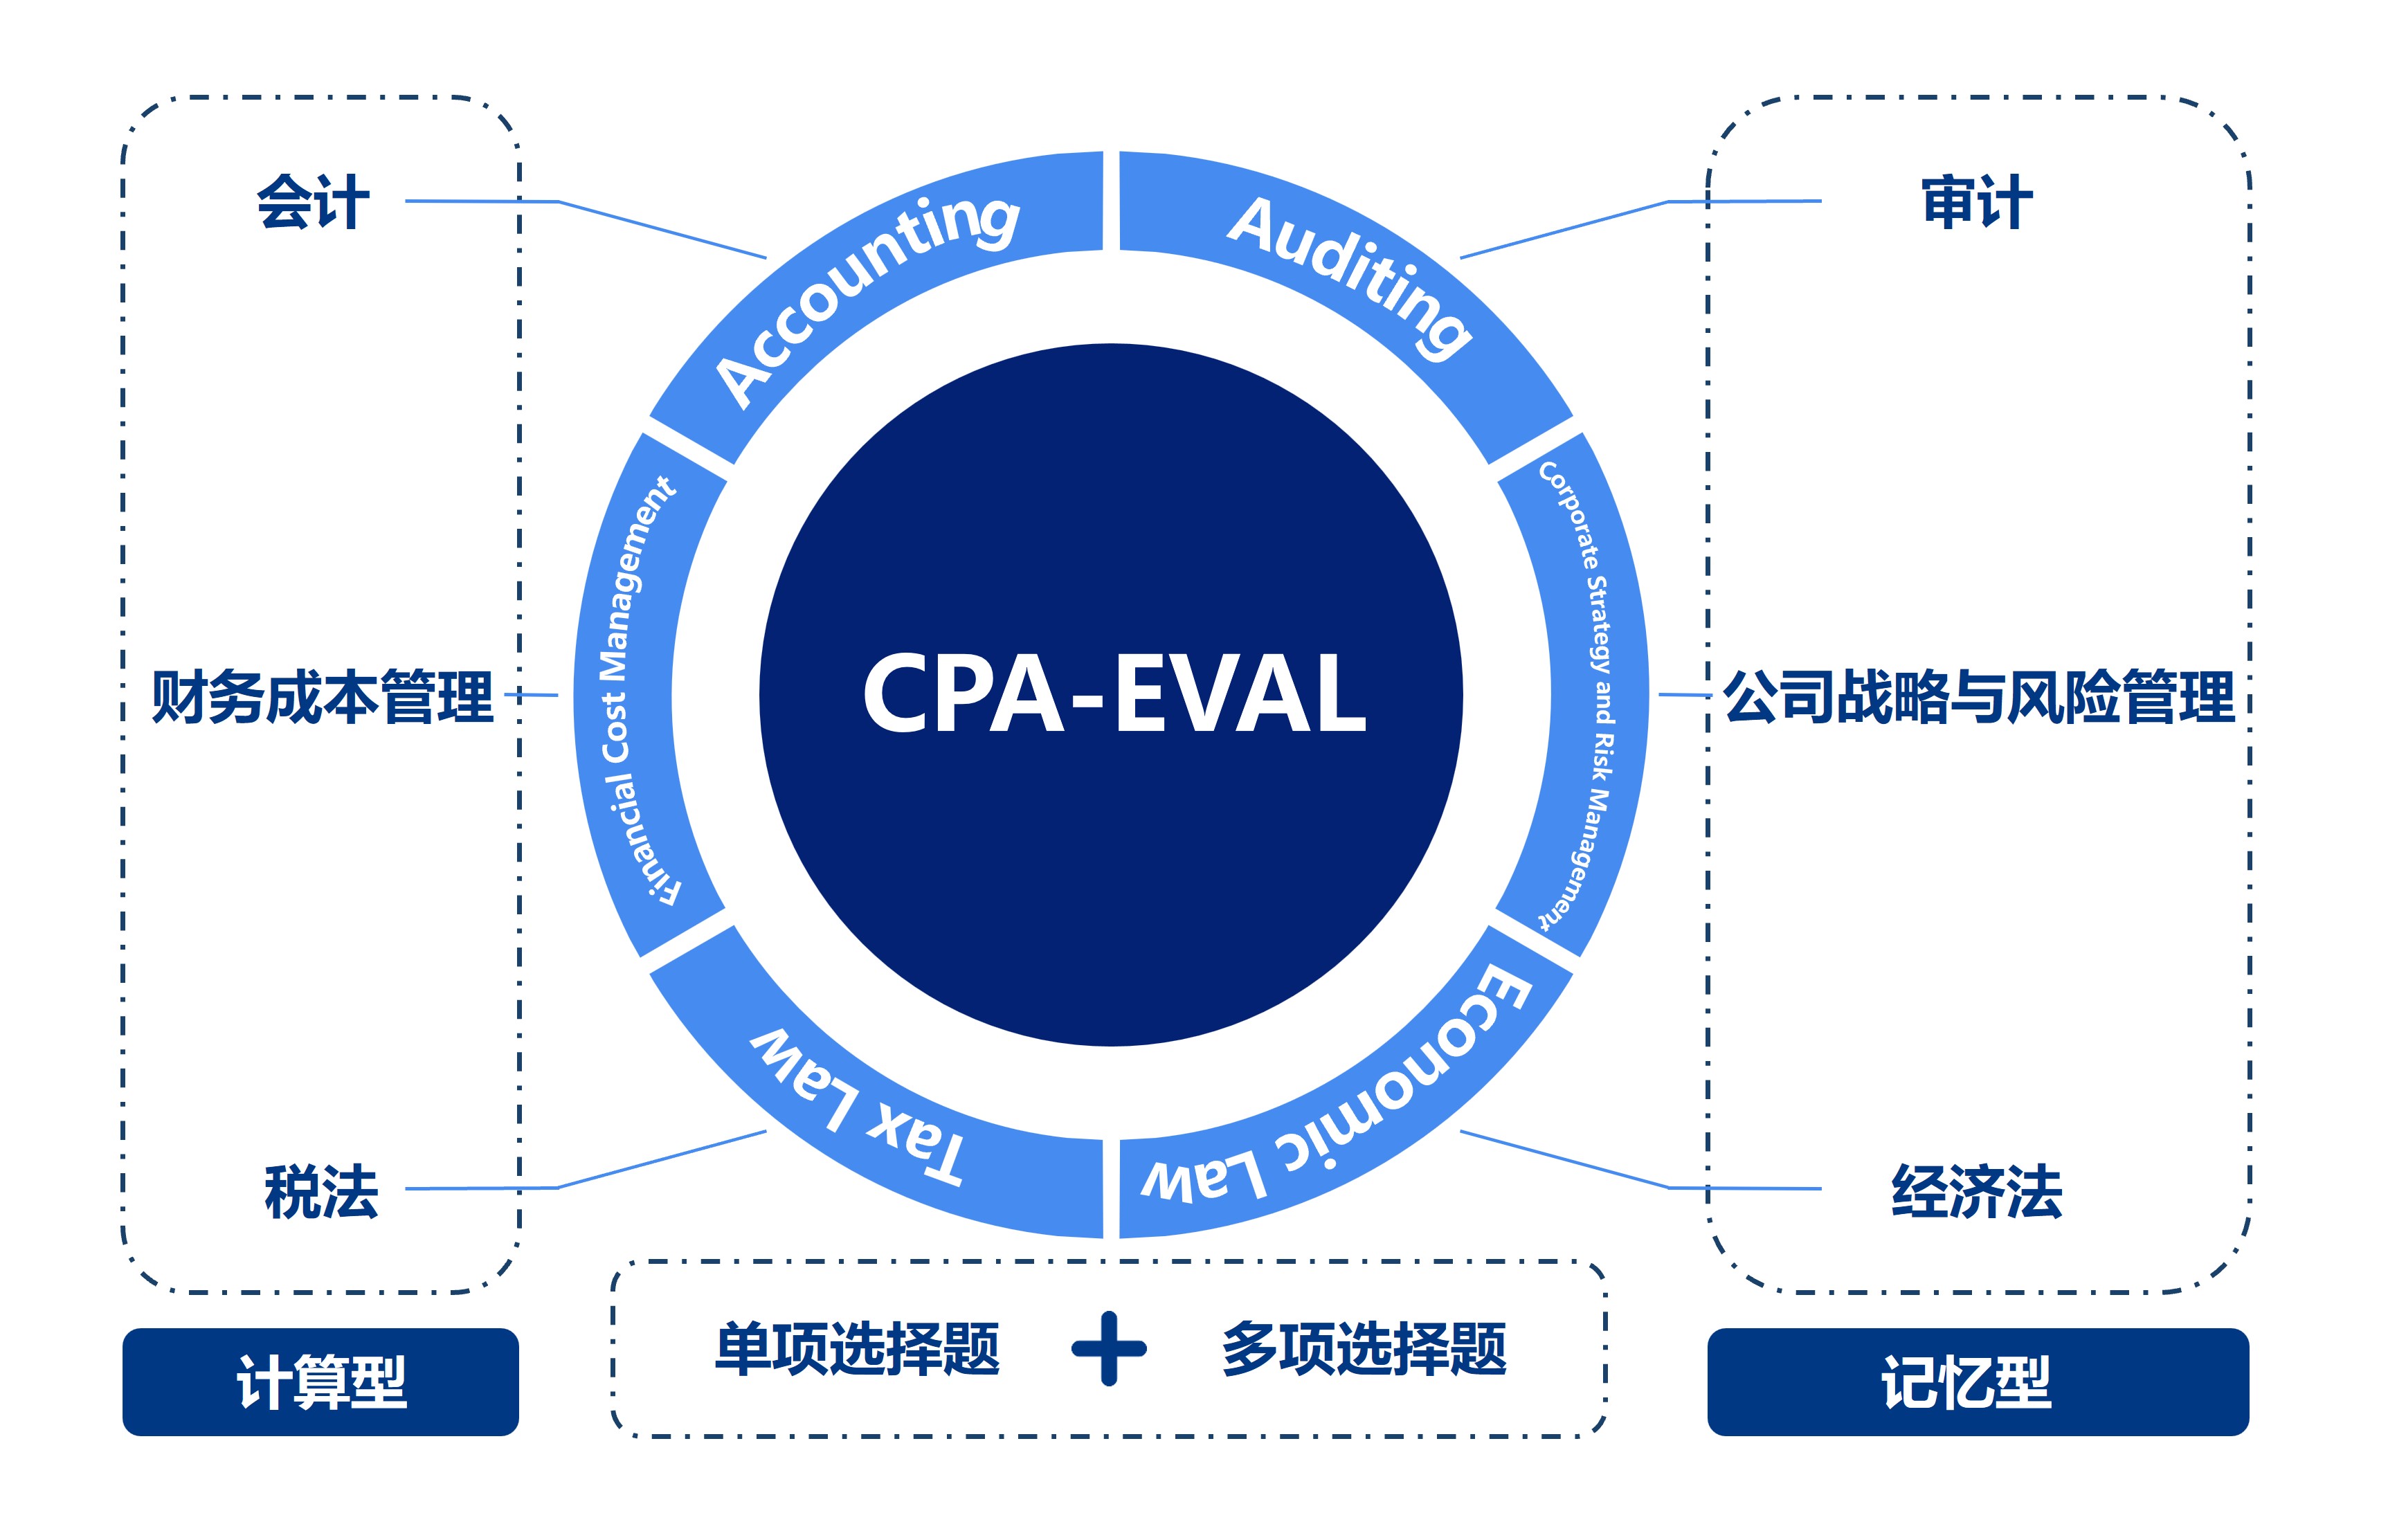 会计
审计
Accounting
Auditing
财务成本管理
Financial Cost Management
CPA-EVAL
Corporate Strategy and Risk Management
公司战略与风险管理
税法
Tax Law
Economic Law
经济法
单项选择题 + 多项选择题
计算型
记忆型